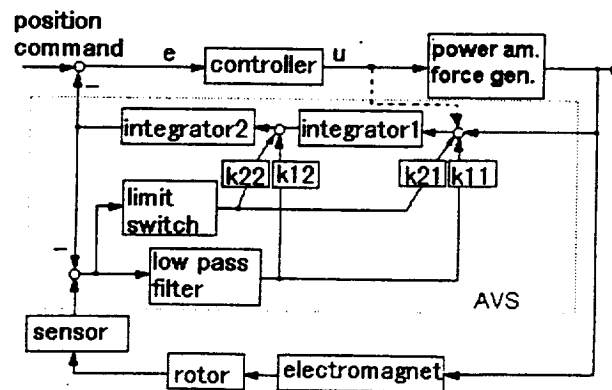 position
command
e
controller
u
power am.
force gen.
integrator2
integrator1
k22
k12
k21
k11
limit
switch
low pass
filter
AVS
sensor
rotor
electromagnet